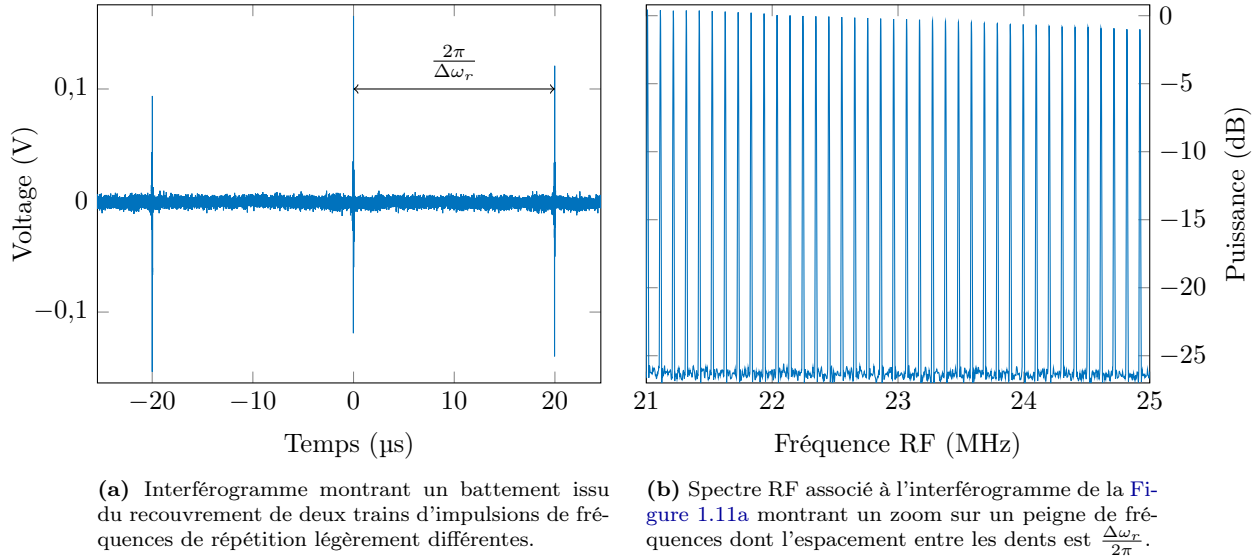 2π
Δω_r
0,1
0
−0,1
Voltage (V)
−20
−10
0
10
20
Temps (µs)
(a) Interférogramme montrant un battement issu
du recouvrement de deux trains d'impulsions de fré-
quences de répétition légèrement différentes.
0
−5
−10
−15
−20
−25
Puissance (dB)
21
22
23
24
25
Fréquence RF (MHz)
(b) Spectre RF associé à l'interférogramme de la Fi-
gure 1.11a montrant un zoom sur un peigne de fré-
quences dont l'espacement entre les dents est Δω_r/2π.